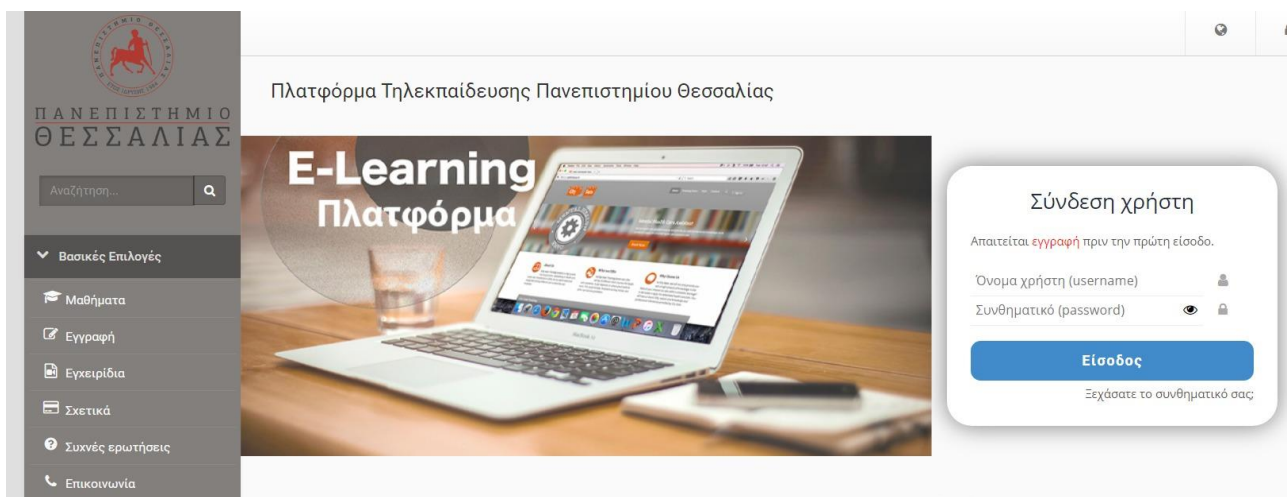 ΠΑΝΕΠΙΣΤΗΜΙΟ
ΘΕΣΣΑΛΙΑΣ
Αναζήτηση...
Βασικές Επιλογές
Μαθήματα
Εγγραφή
Εγχειρίδια
Σχετικά
Συχνές ερωτήσεις
Επικοινωνία
Πλατφόρμα Τηλεκπαίδευσης Πανεπιστημίου Θεσσαλίας
E-Learning
Πλατφόρμα
Σύνδεση χρήστη
Απαιτείται εγγραφή πριν την πρώτη είσοδο.
Όνομα χρήστη (username)
Συνθηματικό (password)
Είσοδος
Ξεχάσατε το συνθηματικό σας;